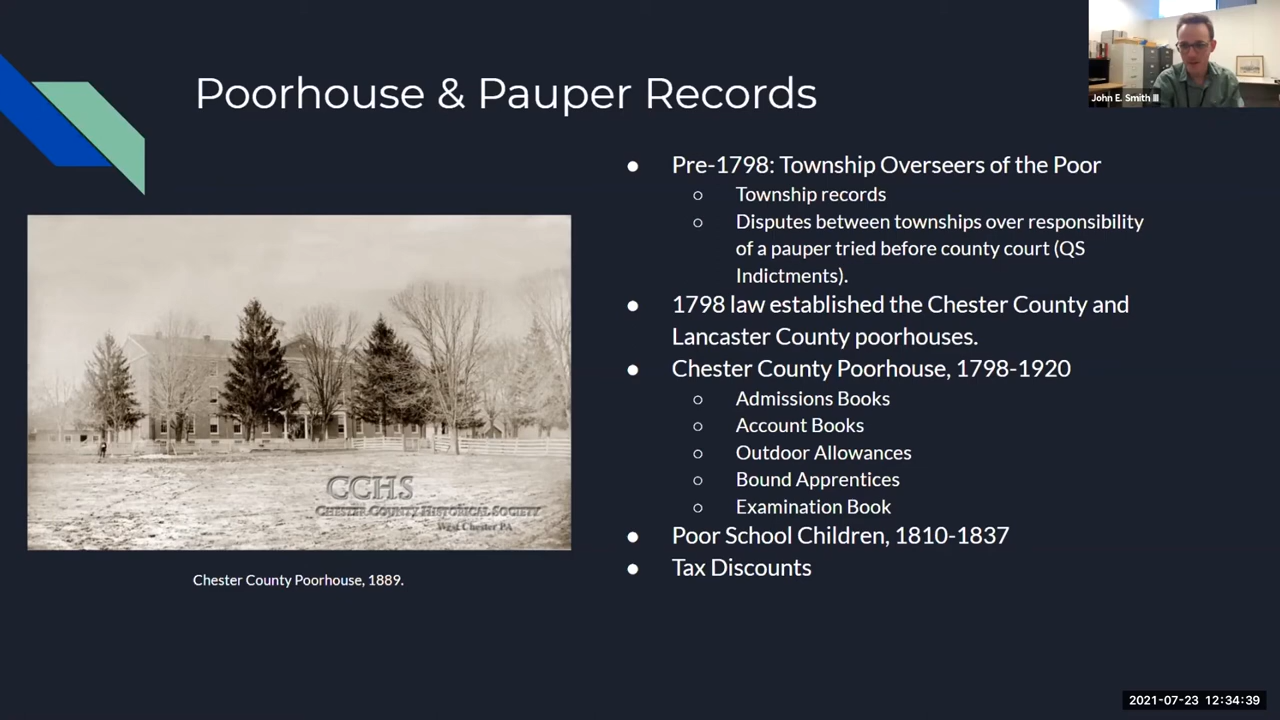 Poorhouse & Pauper Records
John E. Smith III
● Pre-1798: Township Overseers of the Poor
○ Township records
○ Disputes between townships over responsibility
of a pauper tried before county court (QS
Indictments).
● 1798 law established the Chester County and
Lancaster County poorhouses.
● Chester County Poorhouse, 1798-1920
○ Admissions Books
○ Account Books
○ Outdoor Allowances
○ Bound Apprentices
○ Examination Book
● Poor School Children, 1810-1837
● Tax Discounts
CCHS
Chester County Historical Society
West Chester PA
Chester County Poorhouse, 1889.
2021-07-23 12:34:39